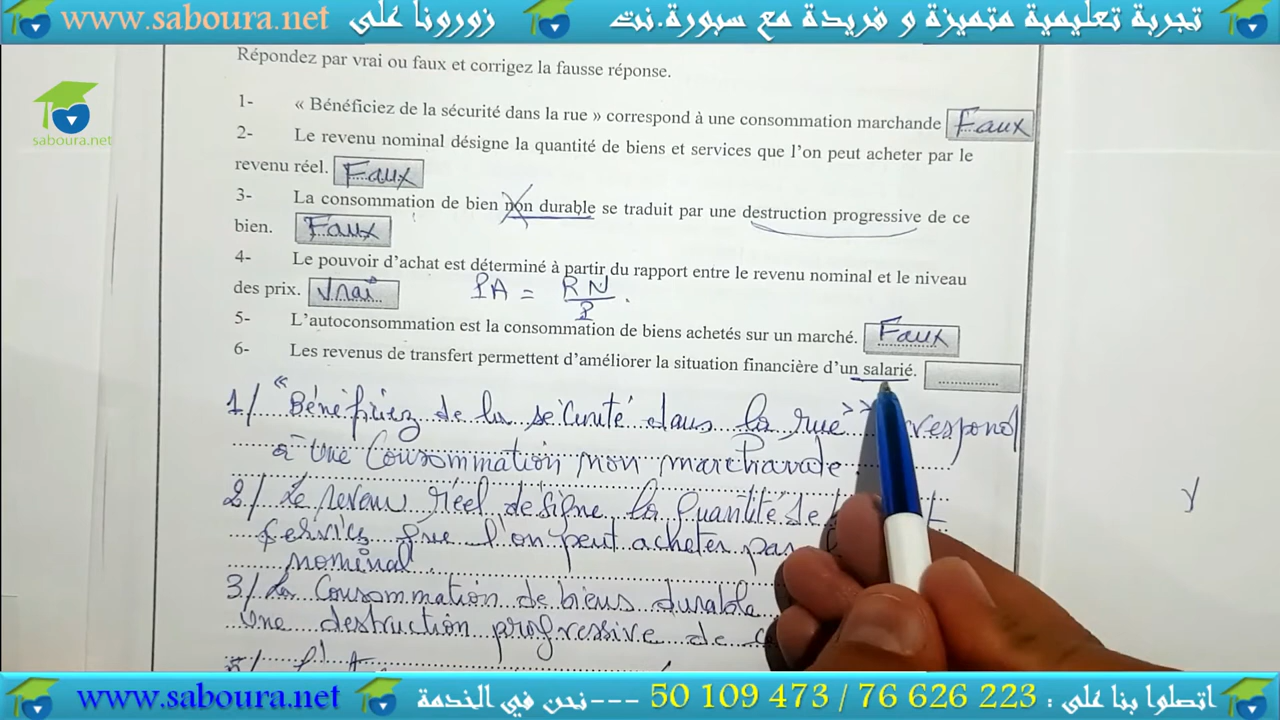 www.saboura.net زورونا على تجربة تعليمية متميزة و فريدة مع سبورة.نت
saboura.net
Répondez par vrai ou faux et corrigez la fausse réponse.
1- « Bénéficiez de la sécurité dans la rue » correspond à une consommation marchande Faux
2- Le revenu nominal désigne la quantité de biens et services que l'on peut acheter par le
revenu réel. Faux
3- La consommation de bien non durable se traduit par une destruction progressive de ce
bien. Faux
4- Le pouvoir d'achat est déterminé à partir du rapport entre le revenu nominal et le niveau
des prix. Vrai PA = RN
P
5- L'autoconsommation est la consommation de biens achetés sur un marché. Faux
6- Les revenus de transfert permettent d'améliorer la situation financière d'un salarié. ...............
1/ « Bénéficiez de la sécurité dans la rue » respond
à une Consommation non marchande.
2/ Le revenu réel désigne la quantité de
services que l'on peut acheter par
nominal.
3/ La Consommation de biens durable
une destruction progressive de
5/ L'A
www.saboura.net اتصلوا بنا على : 223 626 76 / 473 109 50 ---نحن في الخدمة